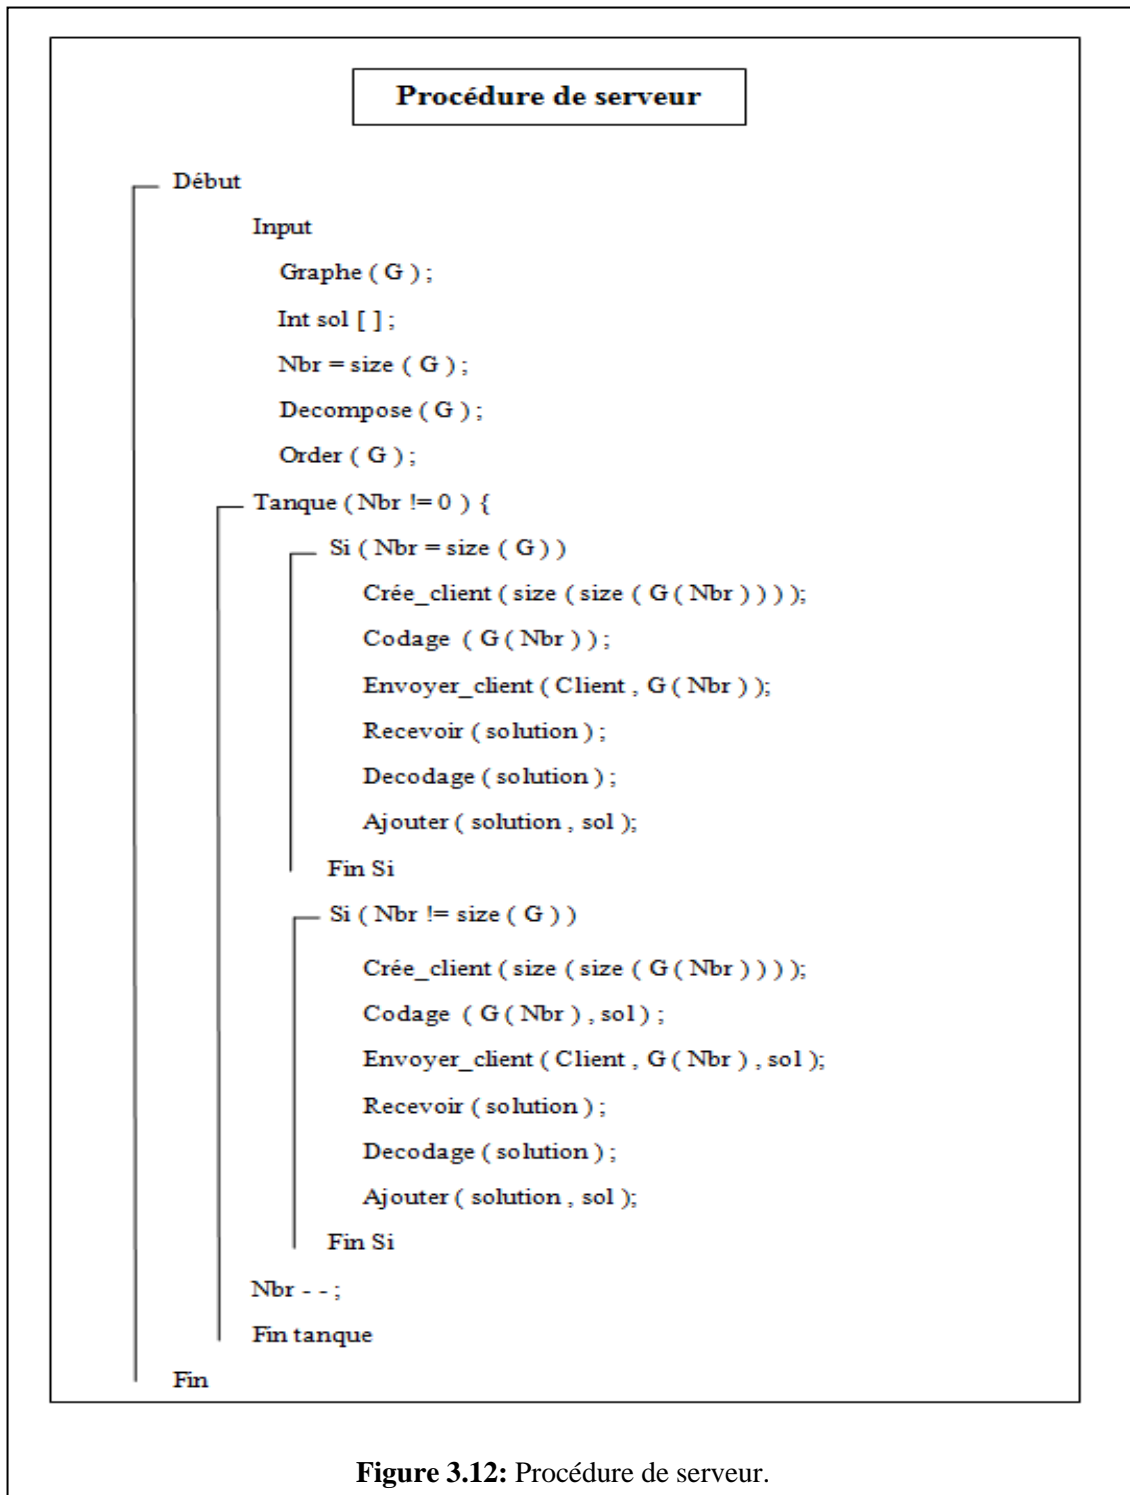 Procédure de serveur
Début
Input
Graphe ( G ) ;
Int sol [ ] ;
Nbr = size ( G ) ;
Decompose ( G ) ;
Order ( G ) ;
Tanque ( Nbr != 0 ) {
Si ( Nbr = size ( G ) )
Crée_client ( size ( size ( G ( Nbr ) ) ) );
Codage ( G ( Nbr ) ) ;
Envoyer_client ( Client , G ( Nbr ) );
Recevoir ( solution ) ;
Decodage ( solution ) ;
Ajouter ( solution , sol );
Fin Si
Si ( Nbr != size ( G ) )
Crée_client ( size ( size ( G ( Nbr ) ) ) );
Codage ( G ( Nbr ) , sol ) ;
Envoyer_client ( Client , G ( Nbr ) , sol );
Recevoir ( solution ) ;
Decodage ( solution ) ;
Ajouter ( solution , sol );
Fin Si
Nbr - - ;
Fin tanque
Fin
Figure 3.12: Procédure de serveur.